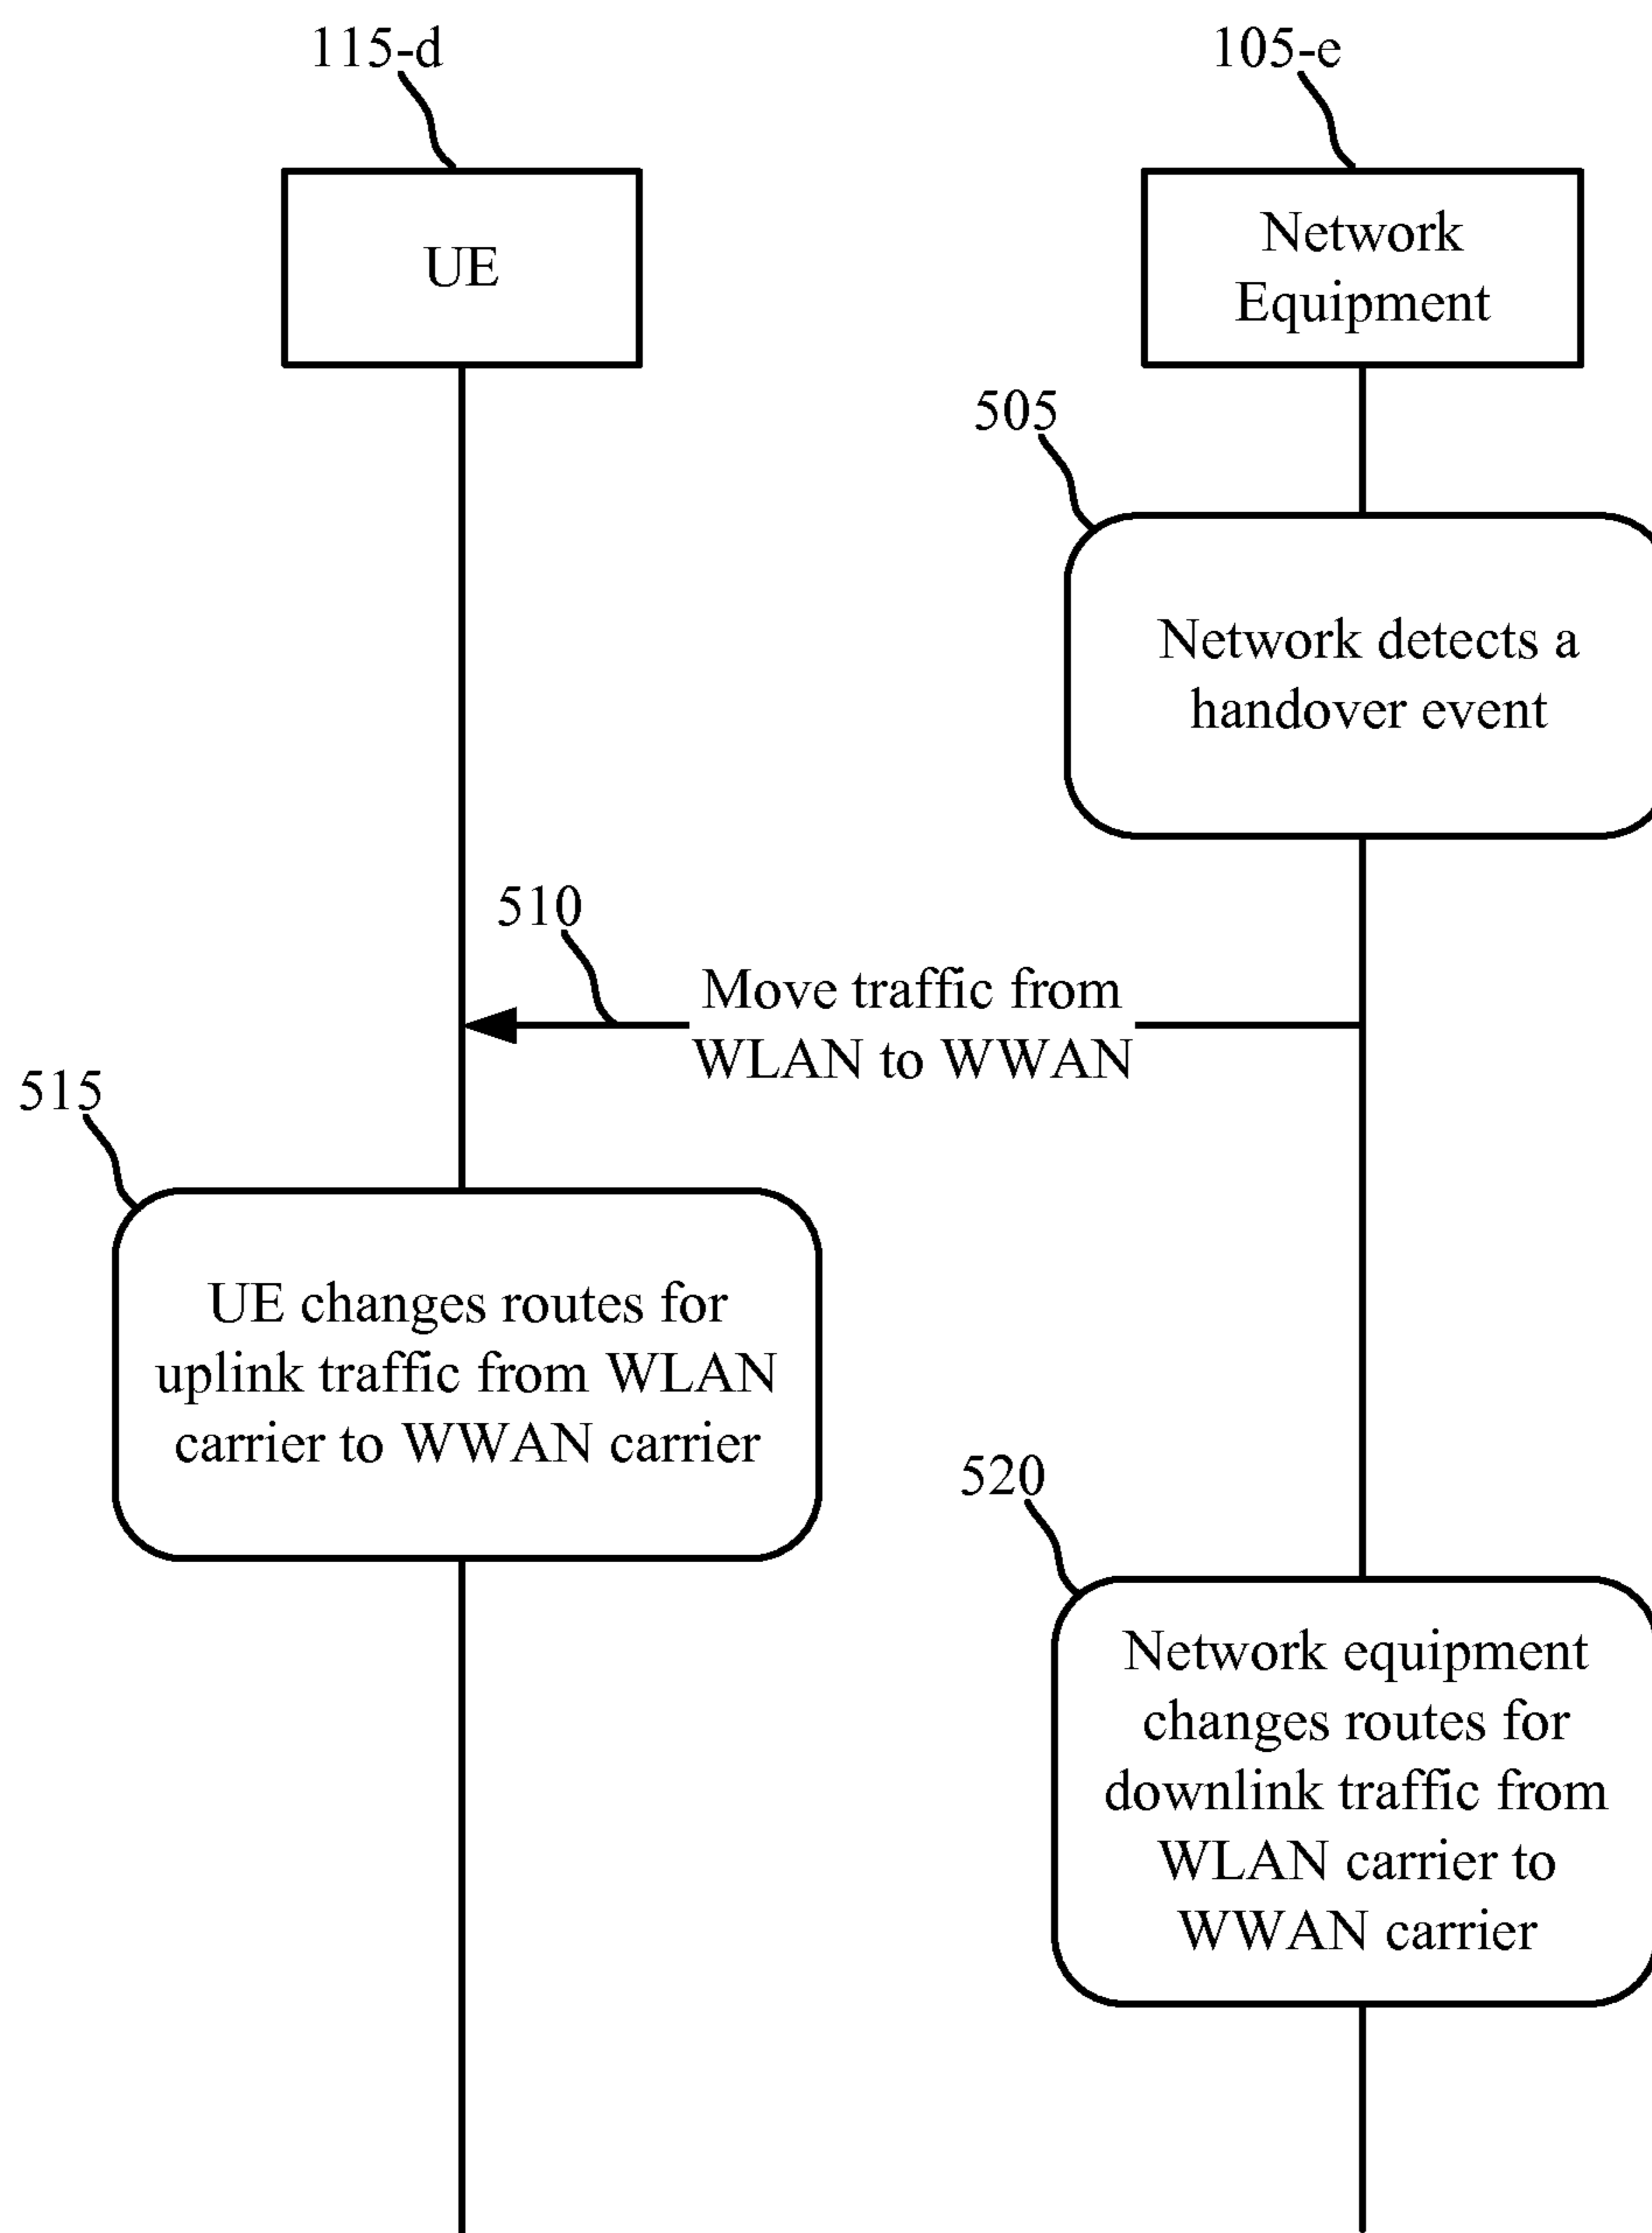 115-d
105-e
UE
Network
Equipment
505
Network detects a
handover event
510
Move traffic from
WLAN to WWAN
515
UE changes routes for
uplink traffic from WLAN
carrier to WWAN carrier
520
Network equipment
changes routes for
downlink traffic from
WLAN carrier to
WWAN carrier